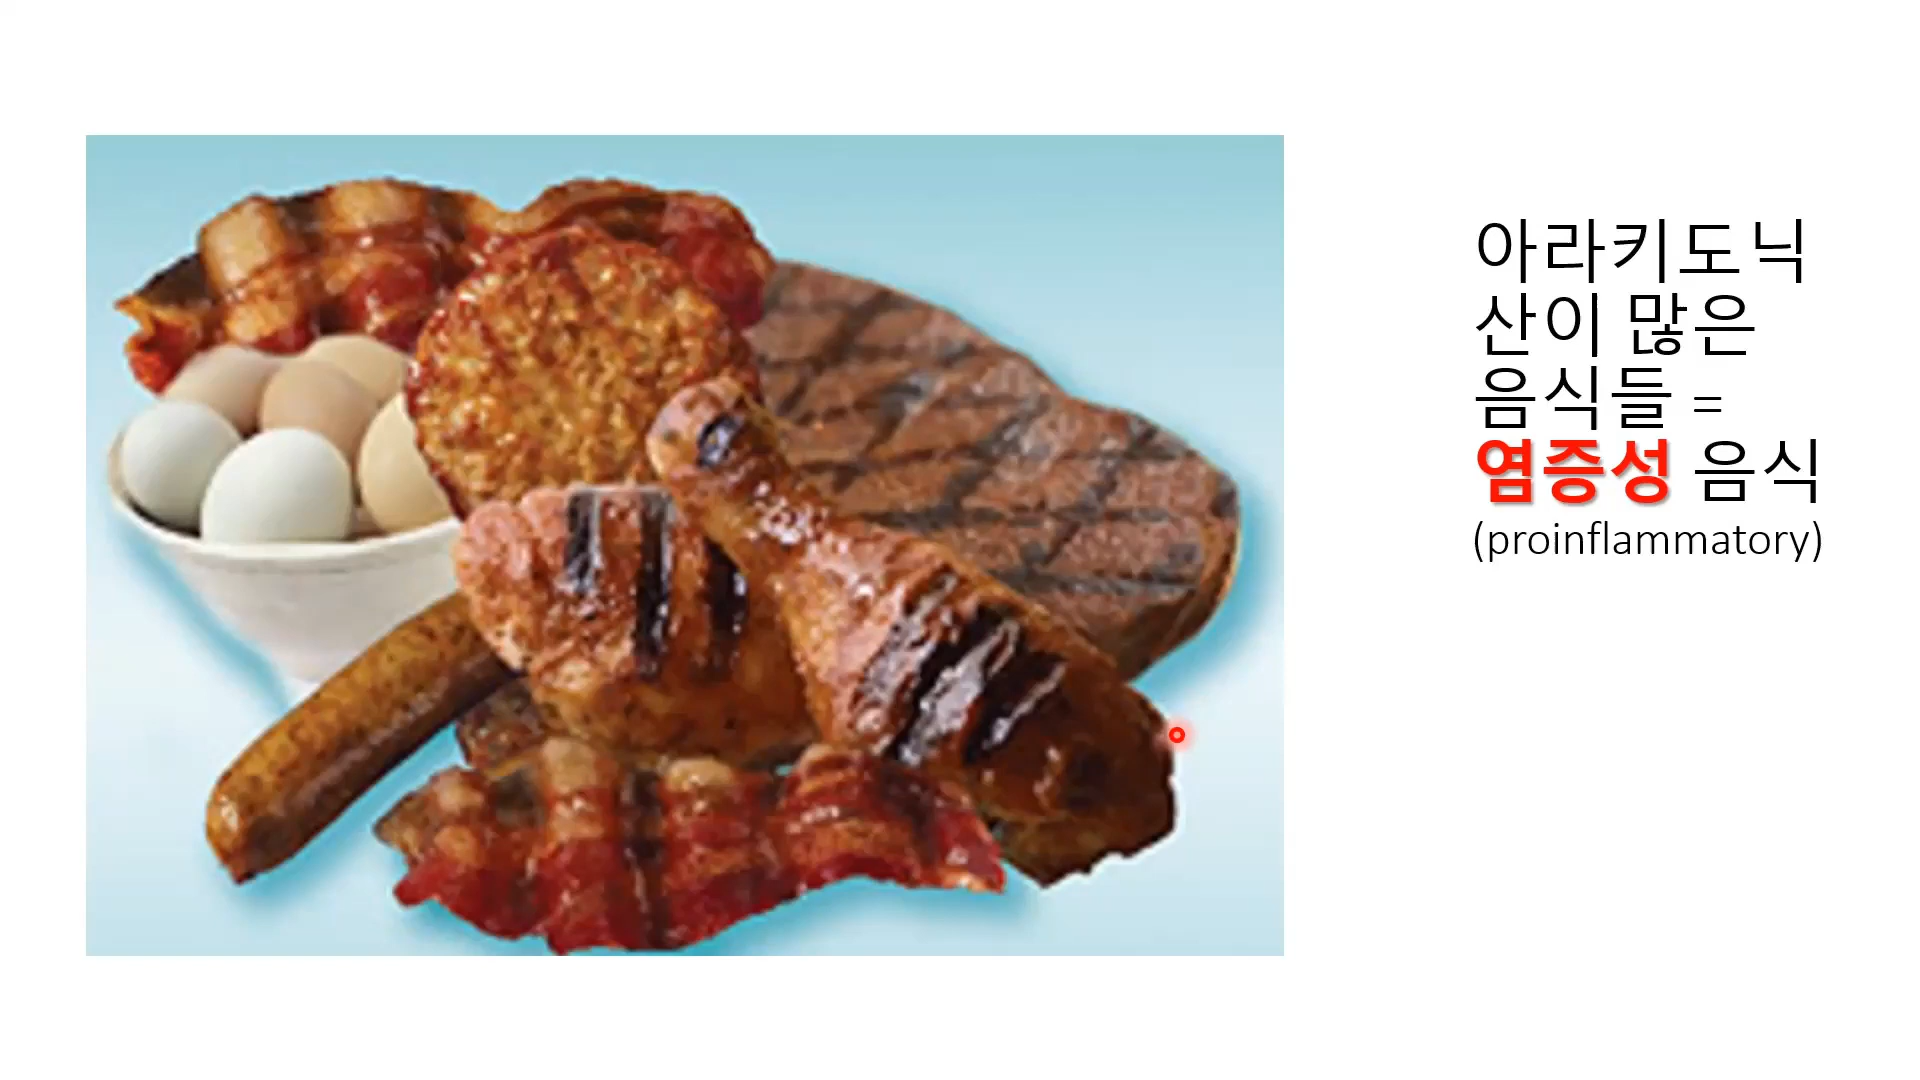 아라키도닉
산이 많은
음식들 =
염증성 음식
(proinflammatory)